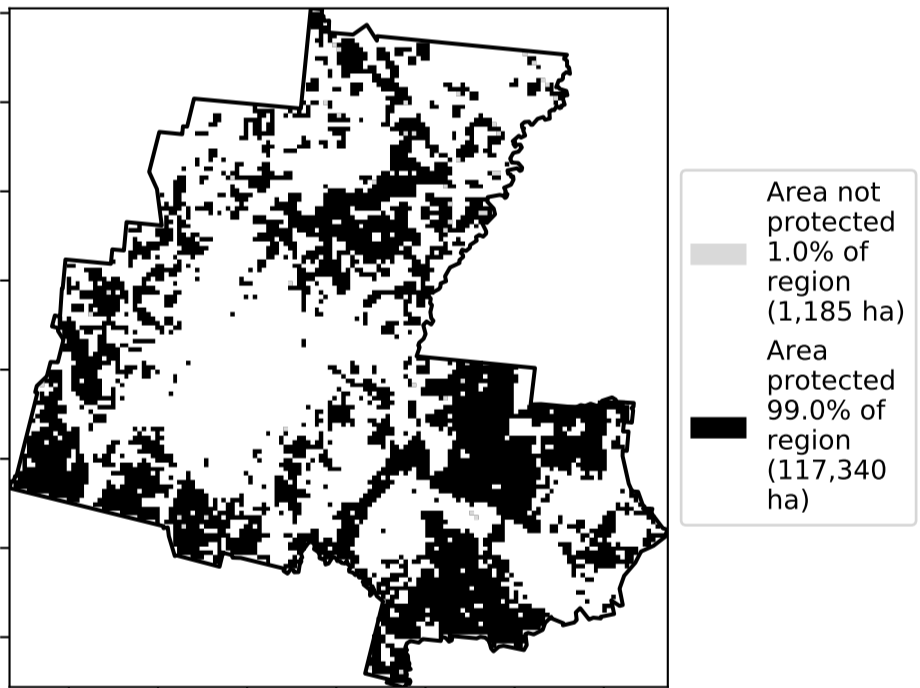 Area not
protected
1.0% of
region
(1,185 ha)
Area
protected
99.0% of
region
(117,340
ha)